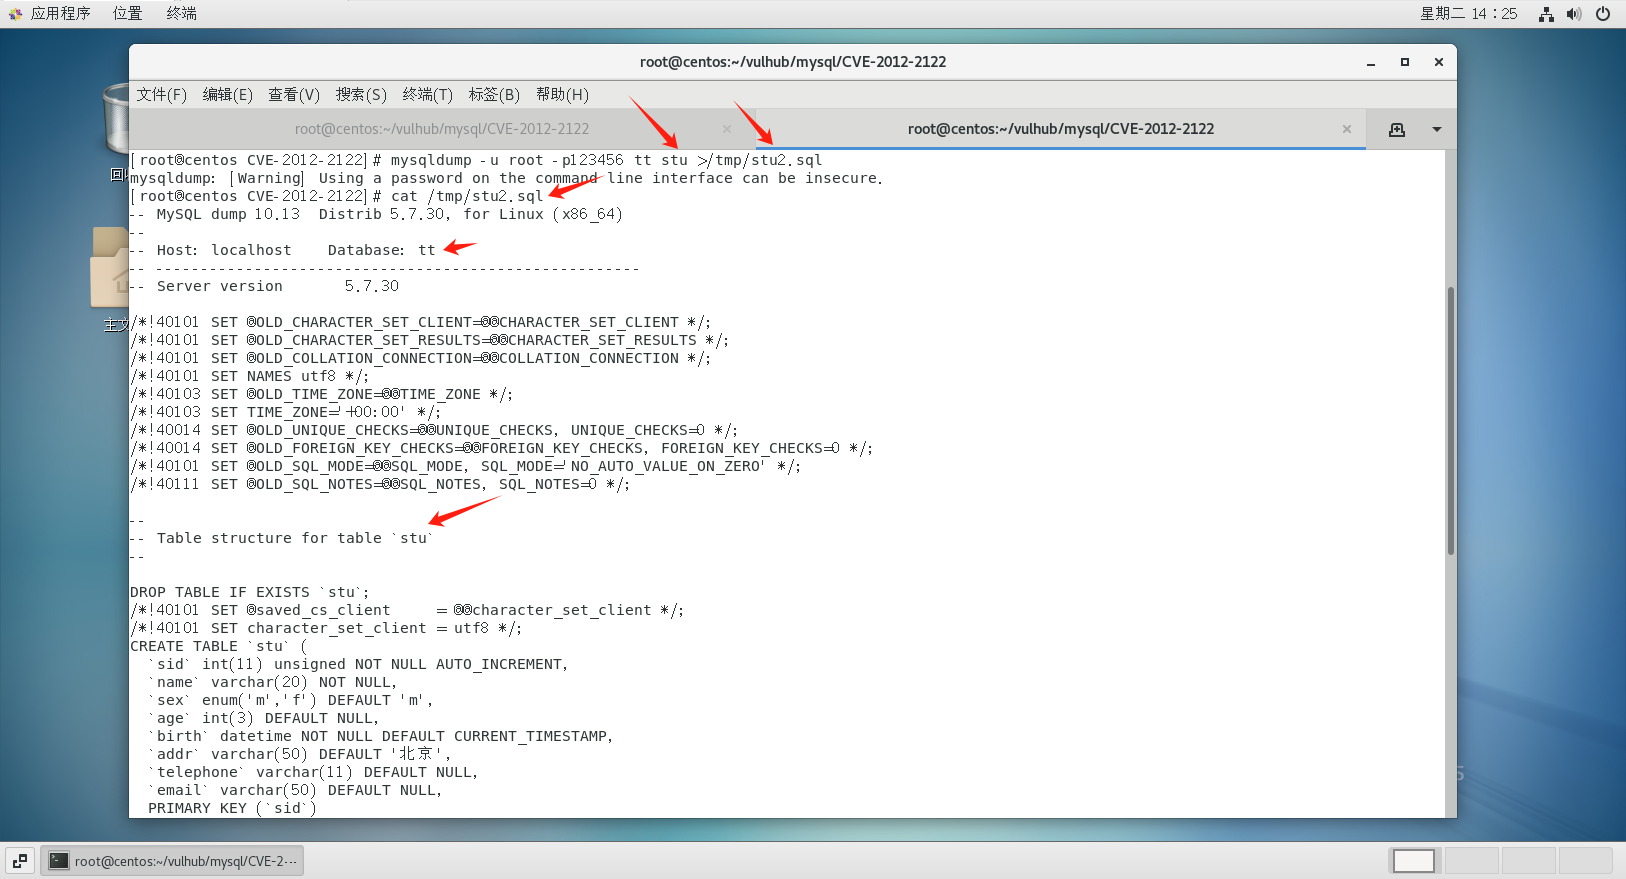 应用程序 位置 终端 星期二 14：25
root@centos:~/vulhub/mysql/CVE-2012-2122
文件(F) 编辑(E) 查看(V) 搜索(S) 终端(T) 标签(B) 帮助(H)
root@centos:~/vulhub/mysql/CVE-2012-2122 root@centos:~/vulhub/mysql/CVE-2012-2122
[root@centos CVE-2012-2122]# mysqldump -u root -p123456 tt stu >/tmp/stu2.sql
mysqldump: [Warning] Using a password on the command line interface can be insecure.
[root@centos CVE-2012-2122]# cat /tmp/stu2.sql
-- MySQL dump 10.13  Distrib 5.7.30, for Linux (x86_64)
--
-- Host: localhost    Database: tt
-- ------------------------------------------------------
-- Server version       5.7.30
/*!40101 SET @OLD_CHARACTER_SET_CLIENT=@@CHARACTER_SET_CLIENT */;
/*!40101 SET @OLD_CHARACTER_SET_RESULTS=@@CHARACTER_SET_RESULTS */;
/*!40101 SET @OLD_COLLATION_CONNECTION=@@COLLATION_CONNECTION */;
/*!40101 SET NAMES utf8 */;
/*!40103 SET @OLD_TIME_ZONE=@@TIME_ZONE */;
/*!40103 SET TIME_ZONE='+00:00' */;
/*!40014 SET @OLD_UNIQUE_CHECKS=@@UNIQUE_CHECKS, UNIQUE_CHECKS=0 */;
/*!40014 SET @OLD_FOREIGN_KEY_CHECKS=@@FOREIGN_KEY_CHECKS, FOREIGN_KEY_CHECKS=0 */;
/*!40101 SET @OLD_SQL_MODE=@@SQL_MODE, SQL_MODE='NO_AUTO_VALUE_ON_ZERO' */;
/*!40111 SET @OLD_SQL_NOTES=@@SQL_NOTES, SQL_NOTES=0 */;
--
-- Table structure for table `stu`
--
DROP TABLE IF EXISTS `stu`;
/*!40101 SET @saved_cs_client     = @@character_set_client */;
/*!40101 SET character_set_client = utf8 */;
CREATE TABLE `stu` (
  `sid` int(11) unsigned NOT NULL AUTO_INCREMENT,
  `name` varchar(20) NOT NULL,
  `sex` enum('m','f') DEFAULT 'm',
  `age` int(3) DEFAULT NULL,
  `birth` datetime NOT NULL DEFAULT CURRENT_TIMESTAMP,
  `addr` varchar(50) DEFAULT '北京',
  `telephone` varchar(11) DEFAULT NULL,
  `email` varchar(50) DEFAULT NULL,
  PRIMARY KEY (`sid`)
root@centos:~/vulhub/mysql/CVE-2···